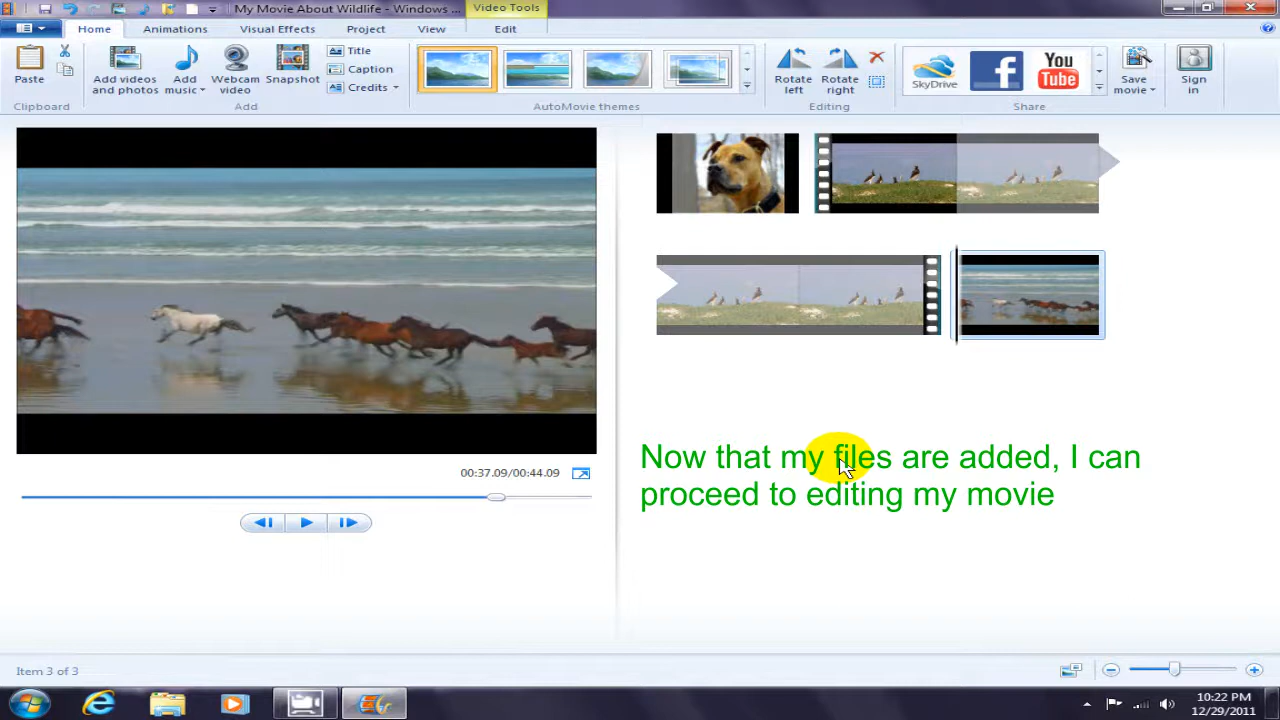 My Movie About Wildlife - Windows ...
Video Tools
Home
Animations
Visual Effects
Project
View
Edit
Paste
Add videos and photos
Add music
Webcam video
Snapshot
Title
Caption
Credits
Rotate left
Rotate right
SkyDrive
f
You Tube
Save movie
Sign in
Clipboard
Add
AutoMovie themes
Editing
Share
00:37.09/00:44.09
Now that my files are added, I can
proceed to editing my movie
Item 3 of 3
10:22 PM
12/29/2011